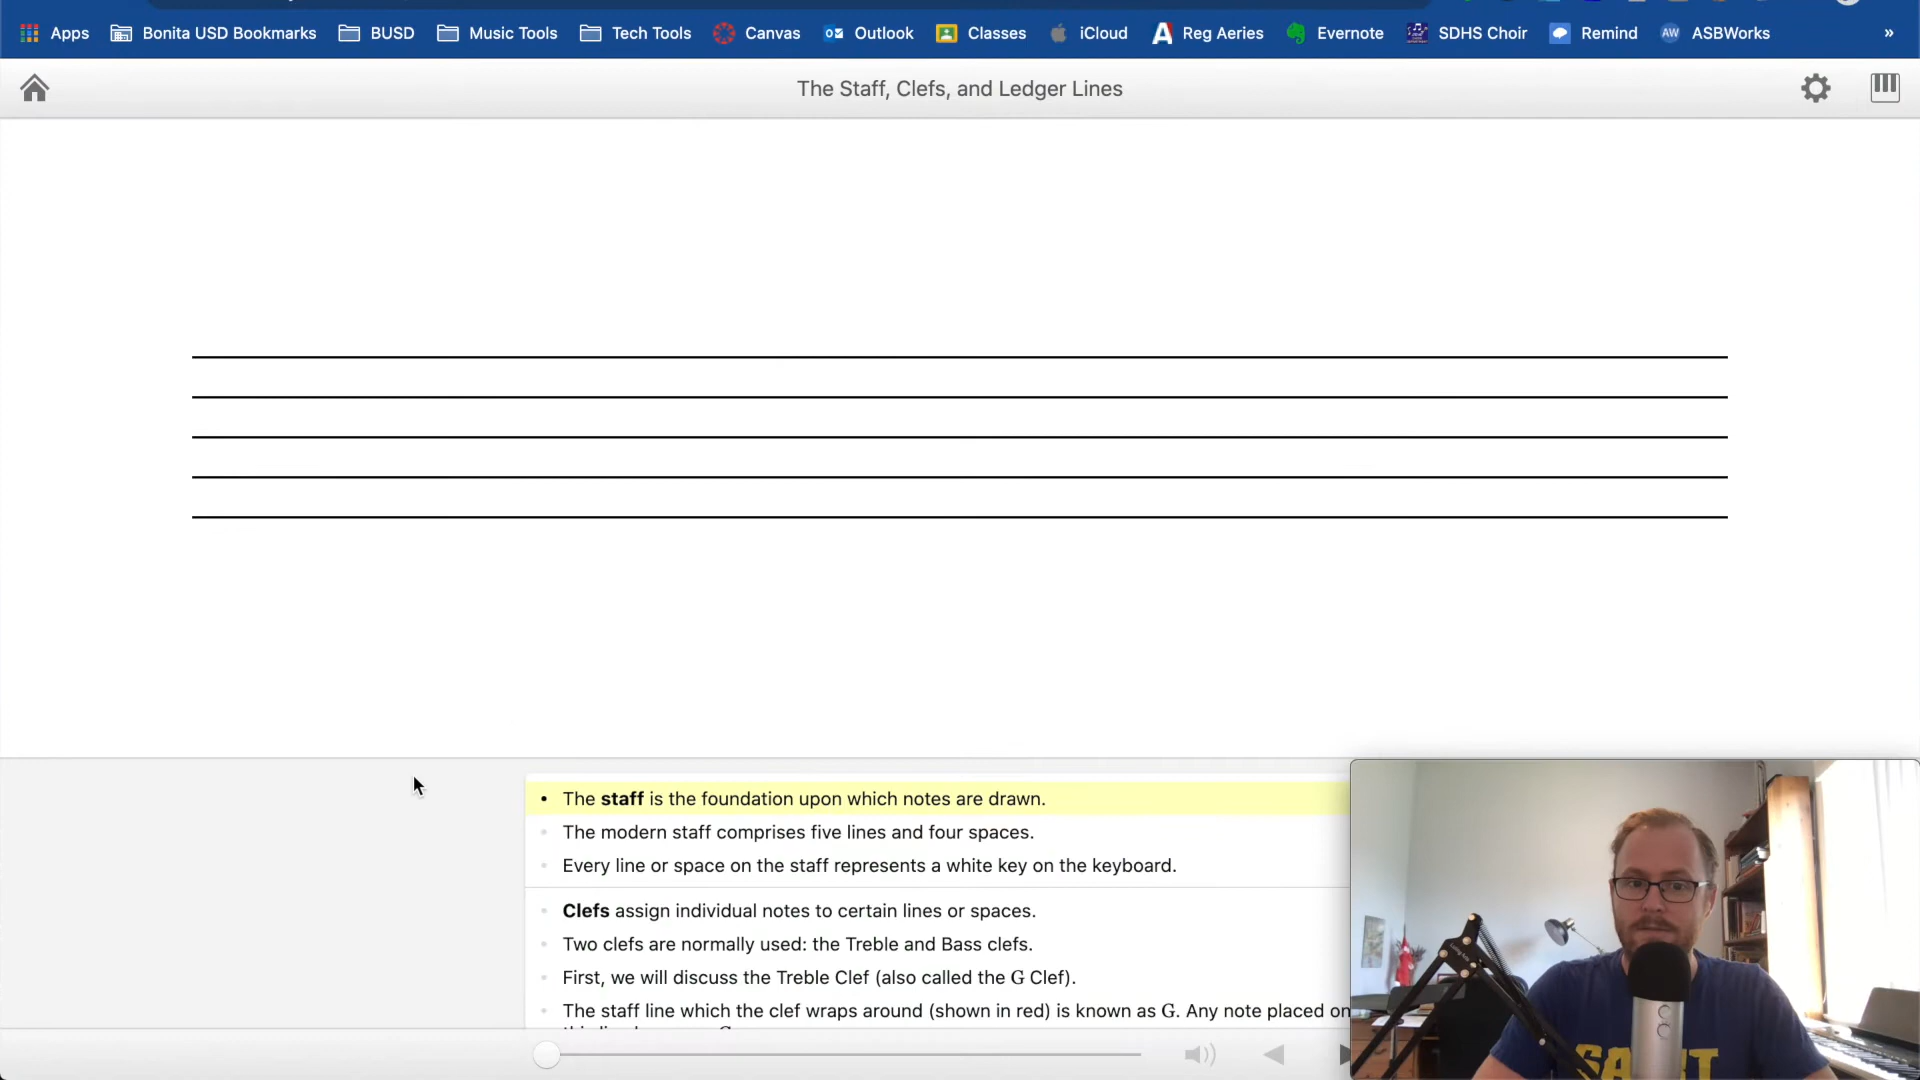 Apps Bonita USD Bookmarks BUSD Music Tools Tech Tools Canvas Outlook Classes iCloud Reg Aeries Evernote SDHS Choir Remind AW ASBWorks »
The Staff, Clefs, and Ledger Lines
• The staff is the foundation upon which notes are drawn.
• The modern staff comprises five lines and four spaces.
• Every line or space on the staff represents a white key on the keyboard.
• Clefs assign individual notes to certain lines or spaces.
• Two clefs are normally used: the Treble and Bass clefs.
• First, we will discuss the Treble Clef (also called the G Clef).
• The staff line which the clef wraps around (shown in red) is known as G. Any note placed on